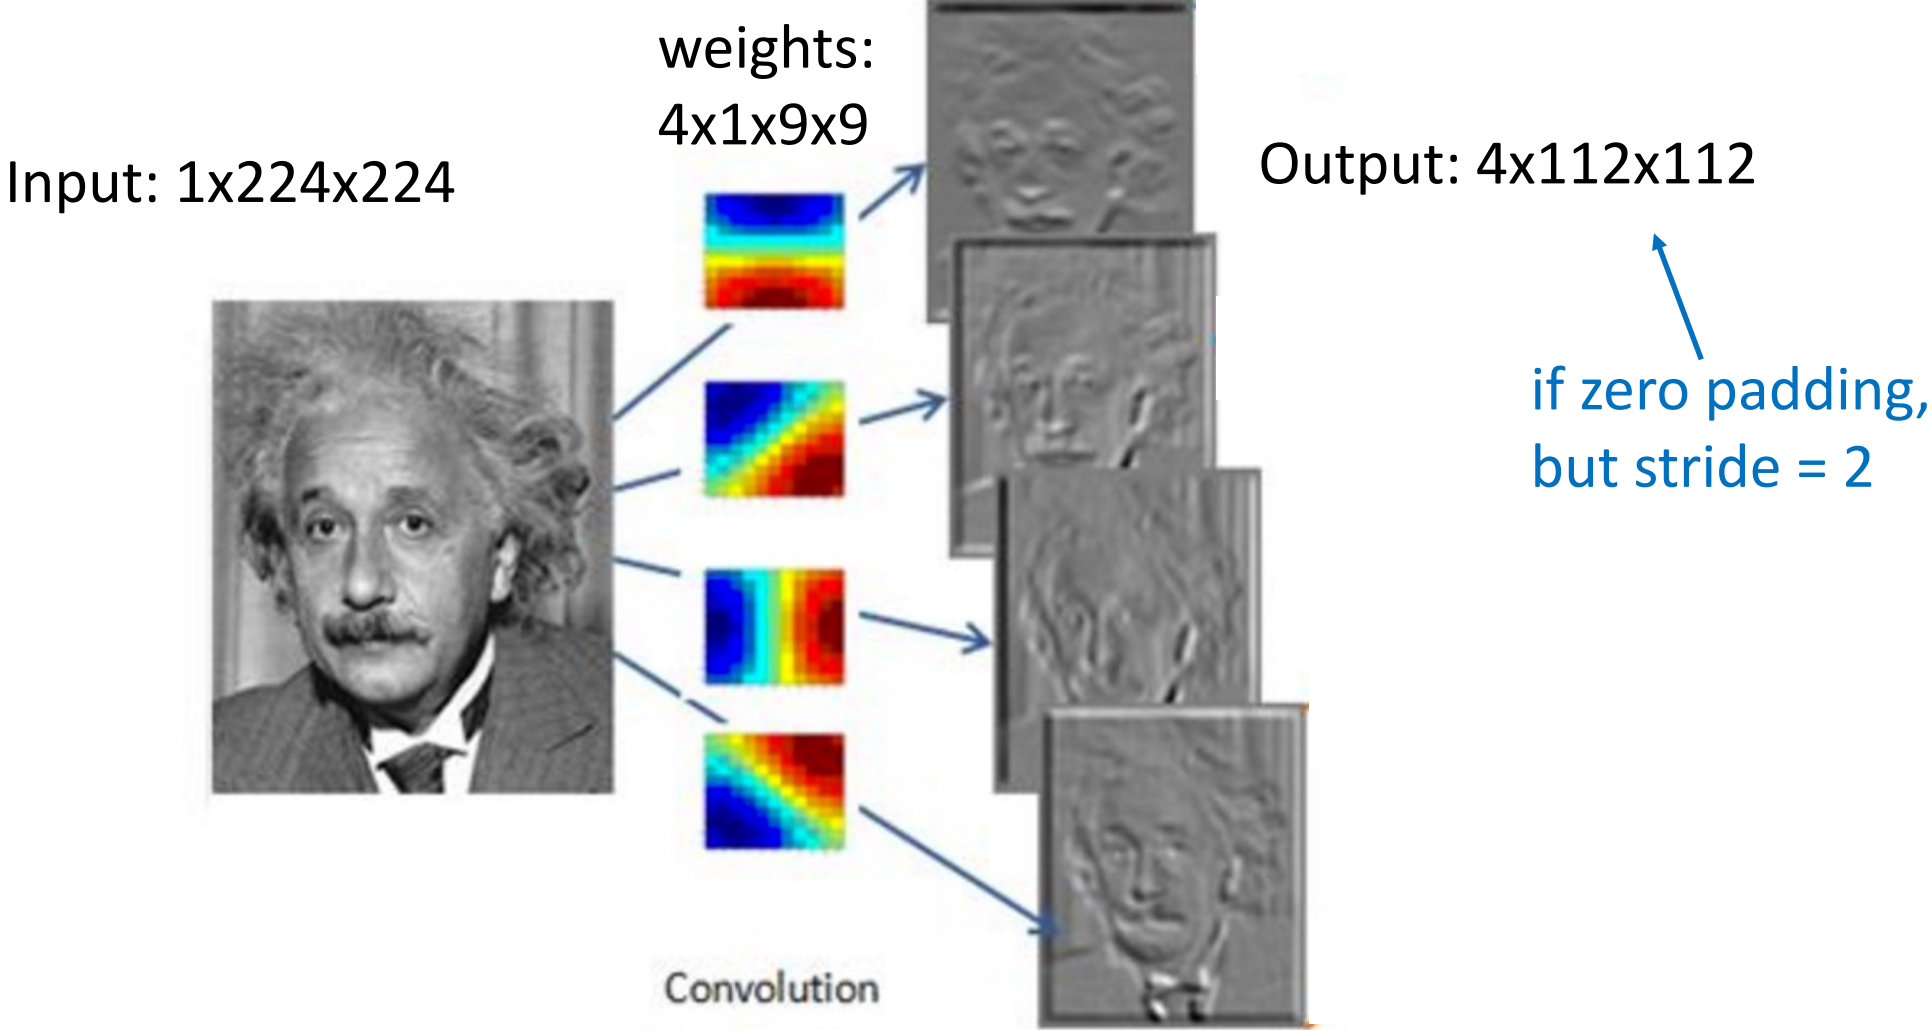 weights:
4x1x9x9
Input: 1x224x224
Output: 4x112x112
if zero padding,
but stride = 2
Convolution